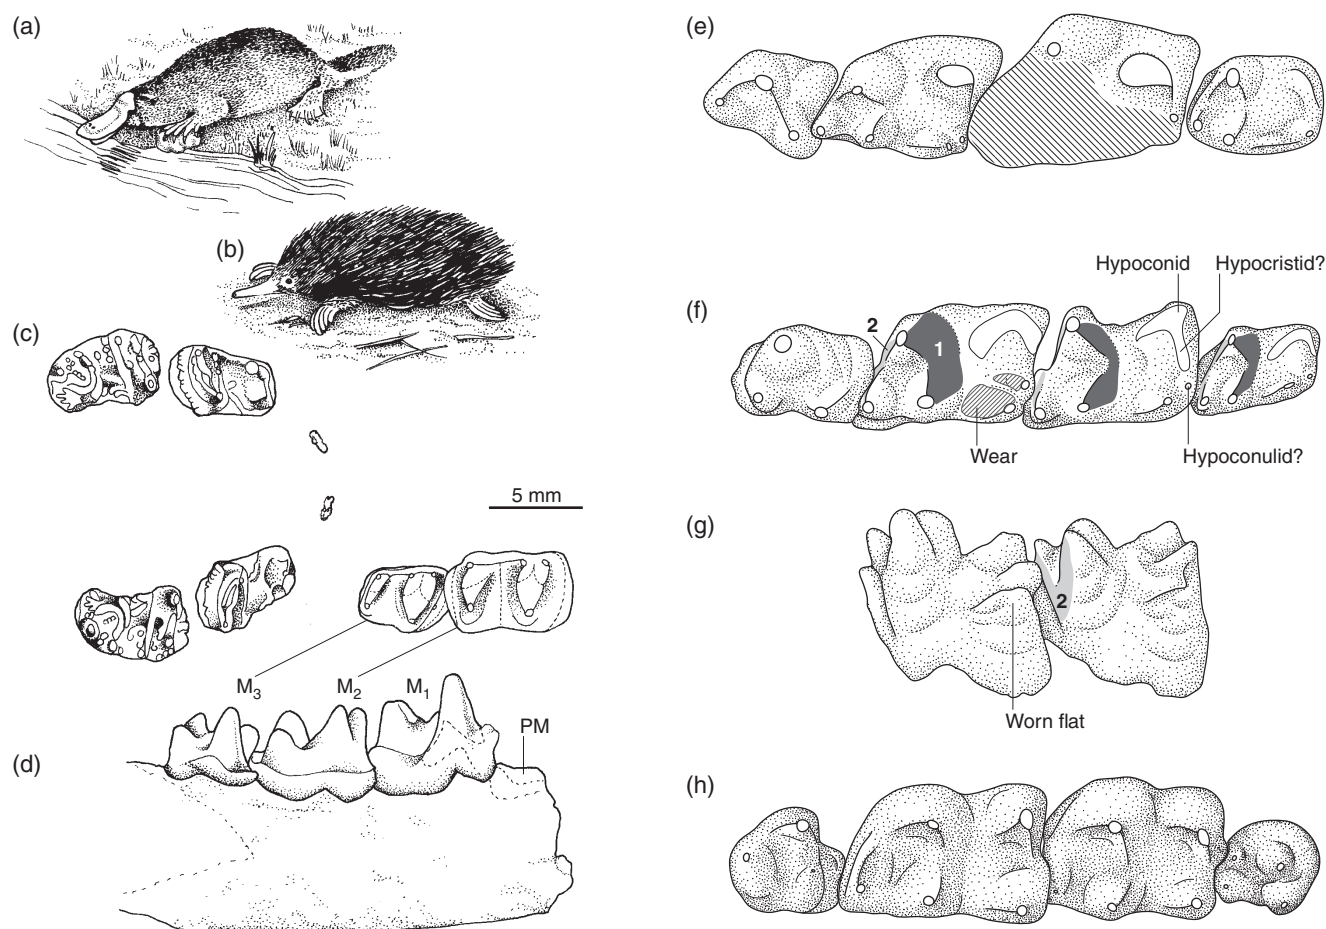 (a)
(b)
(c)
5 mm
M3
M2
M1
PM
(d)
(e)
Hypoconid
Hypocristid?
(f)
2
1
Wear
Hypoconulid?
(g)
2
Worn flat
(h)